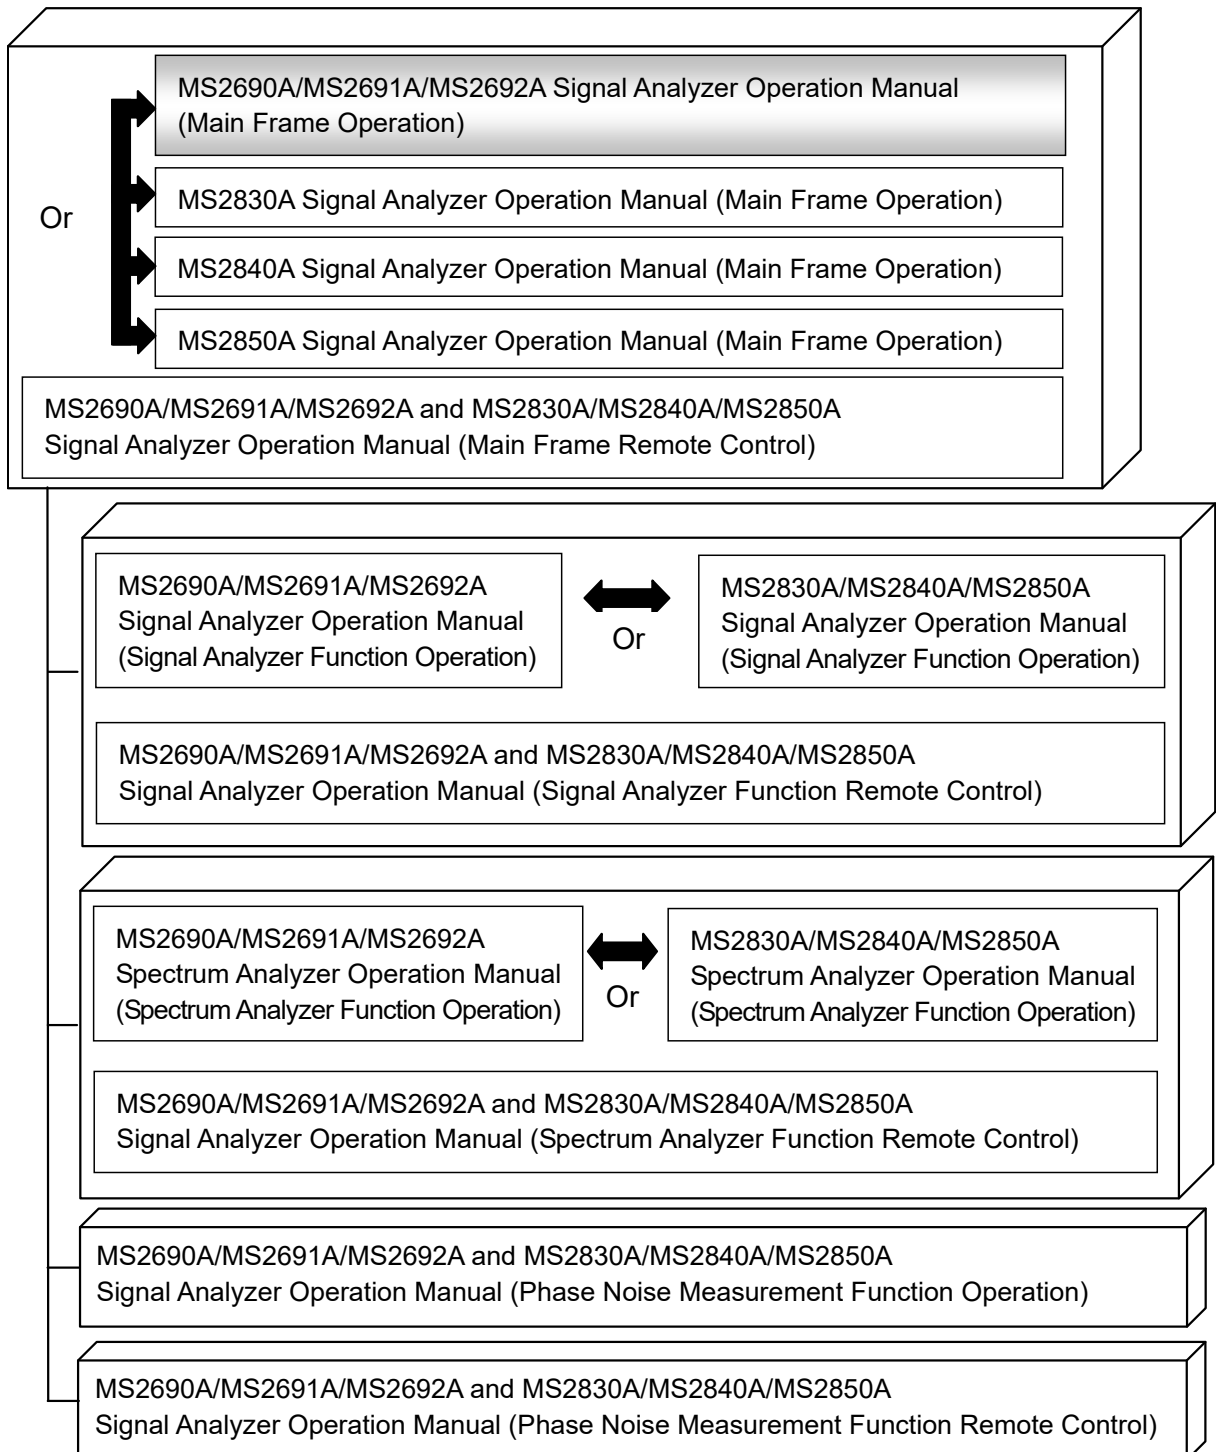 MS2690A/MS2691A/MS2692A Signal Analyzer Operation Manual
(Main Frame Operation)
Or
MS2830A Signal Analyzer Operation Manual (Main Frame Operation)
MS2840A Signal Analyzer Operation Manual (Main Frame Operation)
MS2850A Signal Analyzer Operation Manual (Main Frame Operation)
MS2690A/MS2691A/MS2692A and MS2830A/MS2840A/MS2850A
Signal Analyzer Operation Manual (Main Frame Remote Control)
MS2690A/MS2691A/MS2692A
Signal Analyzer Operation Manual
(Signal Analyzer Function Operation)
Or
MS2830A/MS2840A/MS2850A
Signal Analyzer Operation Manual
(Signal Analyzer Function Operation)
MS2690A/MS2691A/MS2692A and MS2830A/MS2840A/MS2850A
Signal Analyzer Operation Manual (Signal Analyzer Function Remote Control)
MS2690A/MS2691A/MS2692A
Spectrum Analyzer Operation Manual
(Spectrum Analyzer Function Operation)
Or
MS2830A/MS2840A/MS2850A
Spectrum Analyzer Operation Manual
(Spectrum Analyzer Function Operation)
MS2690A/MS2691A/MS2692A and MS2830A/MS2840A/MS2850A
Signal Analyzer Operation Manual (Spectrum Analyzer Function Remote Control)
MS2690A/MS2691A/MS2692A and MS2830A/MS2840A/MS2850A
Signal Analyzer Operation Manual (Phase Noise Measurement Function Operation)
MS2690A/MS2691A/MS2692A and MS2830A/MS2840A/MS2850A
Signal Analyzer Operation Manual (Phase Noise Measurement Function Remote Control)